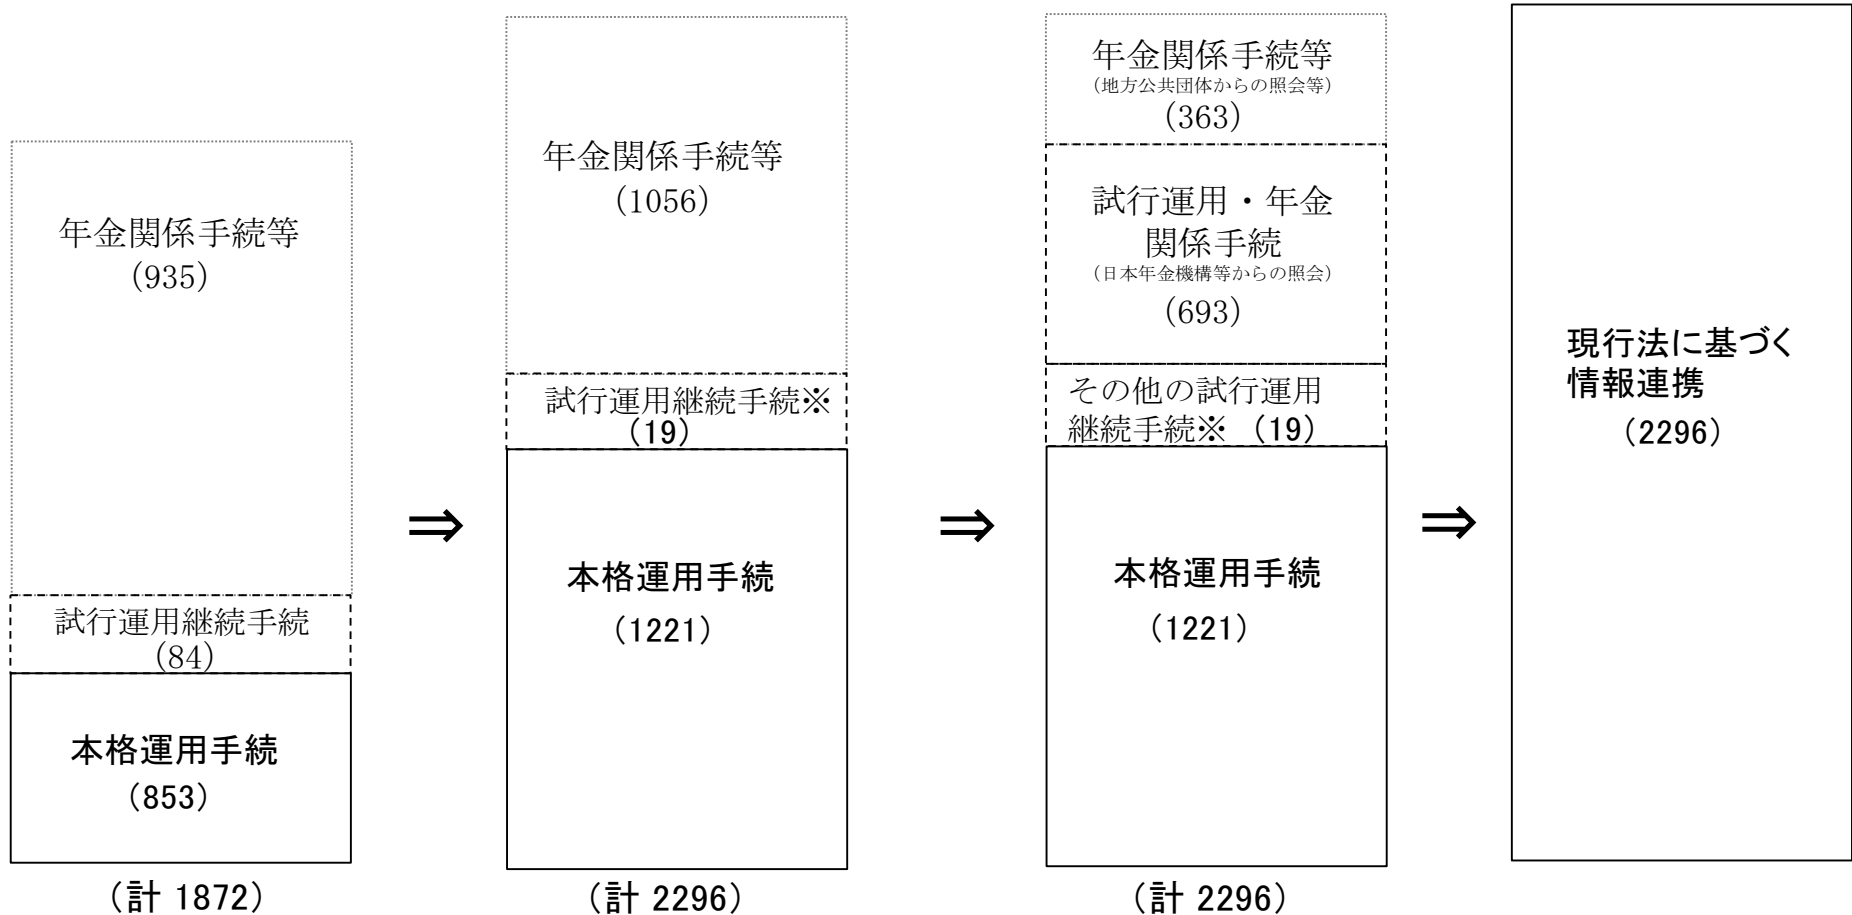 年金関係手続等
(935)
試行運用継続手続
(84)
本格運用手続
（853）
（計 1872）
⇒
年金関係手続等
(1056)
試行運用継続手続※
(19)
本格運用手続
（1221）
（計 2296）
⇒
年金関係手続等
（地方公共団体からの照会等）
（363）
試行運用・年金
関係手続
（日本年金機構等からの照会）
（693）
その他の試行運用
継続手続※ （19）
本格運用手続
（1221）
（計 2296）
⇒
現行法に基づく
情報連携
（2296）